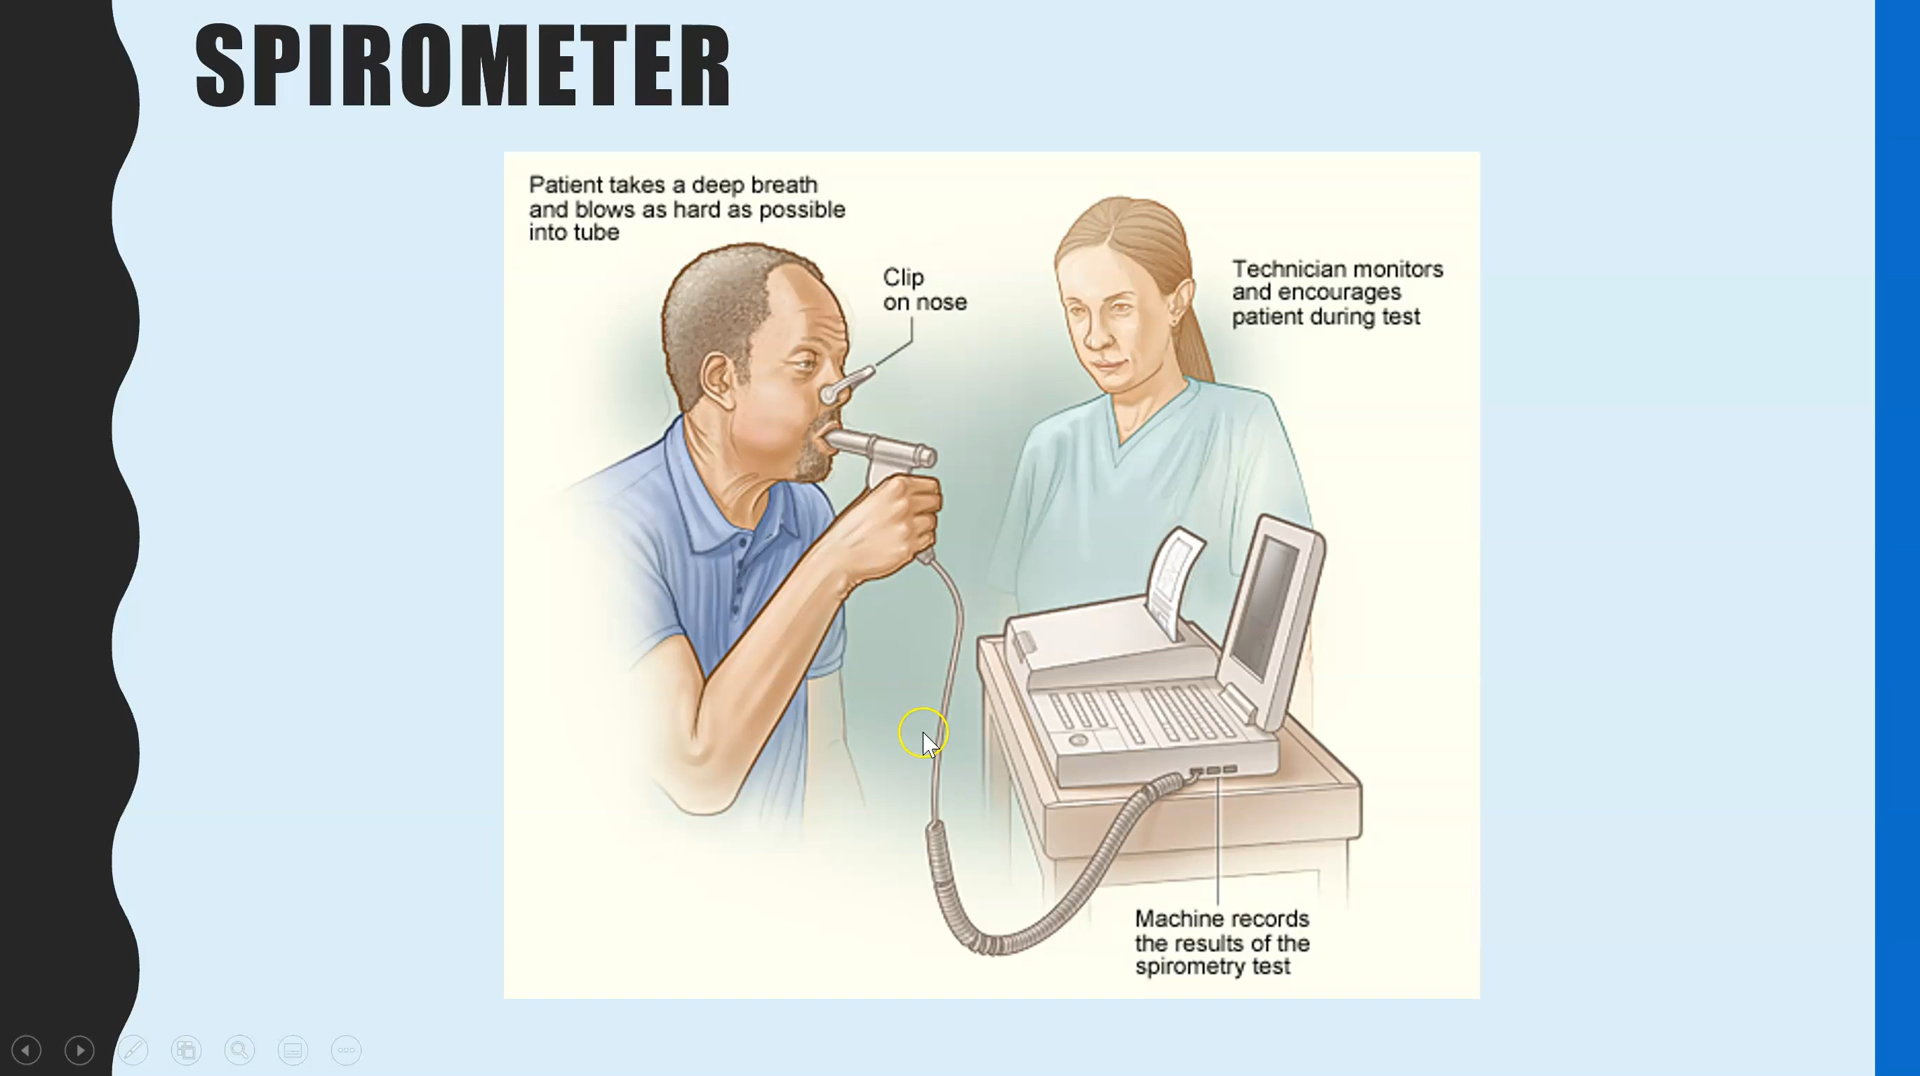 SPIROMETER
Patient takes a deep breath
and blows as hard as possible
into tube
Clip
on nose
Technician monitors
and encourages
patient during test
Machine records
the results of the
spirometry test